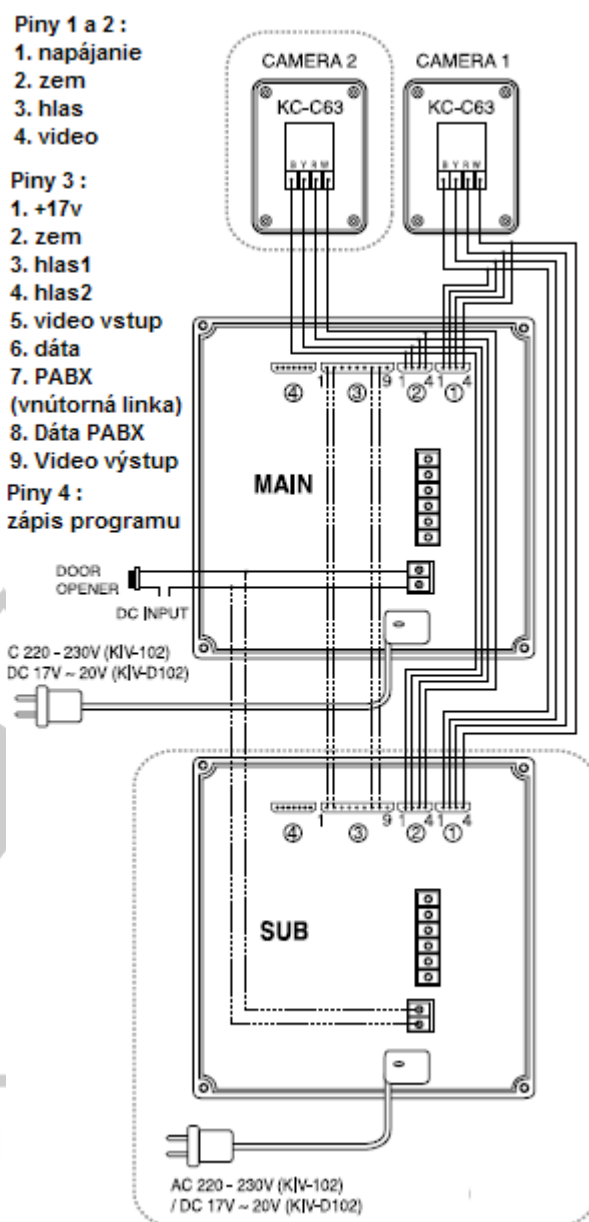 Piny 1 a 2 :
1. napájanie
2. zem
3. hlas
4. video
Piny 3 :
1. +17v
2. zem
3. hlas1
4. hlas2
5. video vstup
6. dáta
7. PABX
(vnútorná linka)
8. Dáta PABX
9. Video výstup
Piny 4 :
zápis programu
CAMERA 2
CAMERA 1
KC-C63
KC-C63
B Y R W
B Y R W
④ 1 ③ 9 1 ② 4 1 ① 4
MAIN
DOOR
OPENER
DC INPUT
C 220 - 230V (KIV-102)
DC 17V ~ 20V (KIV-D102)
④ 1 ③ 9 1 ② 4 1 ① 4
SUB
AC 220 - 230V (KIV-102)
/ DC 17V ~ 20V (KIV-D102)